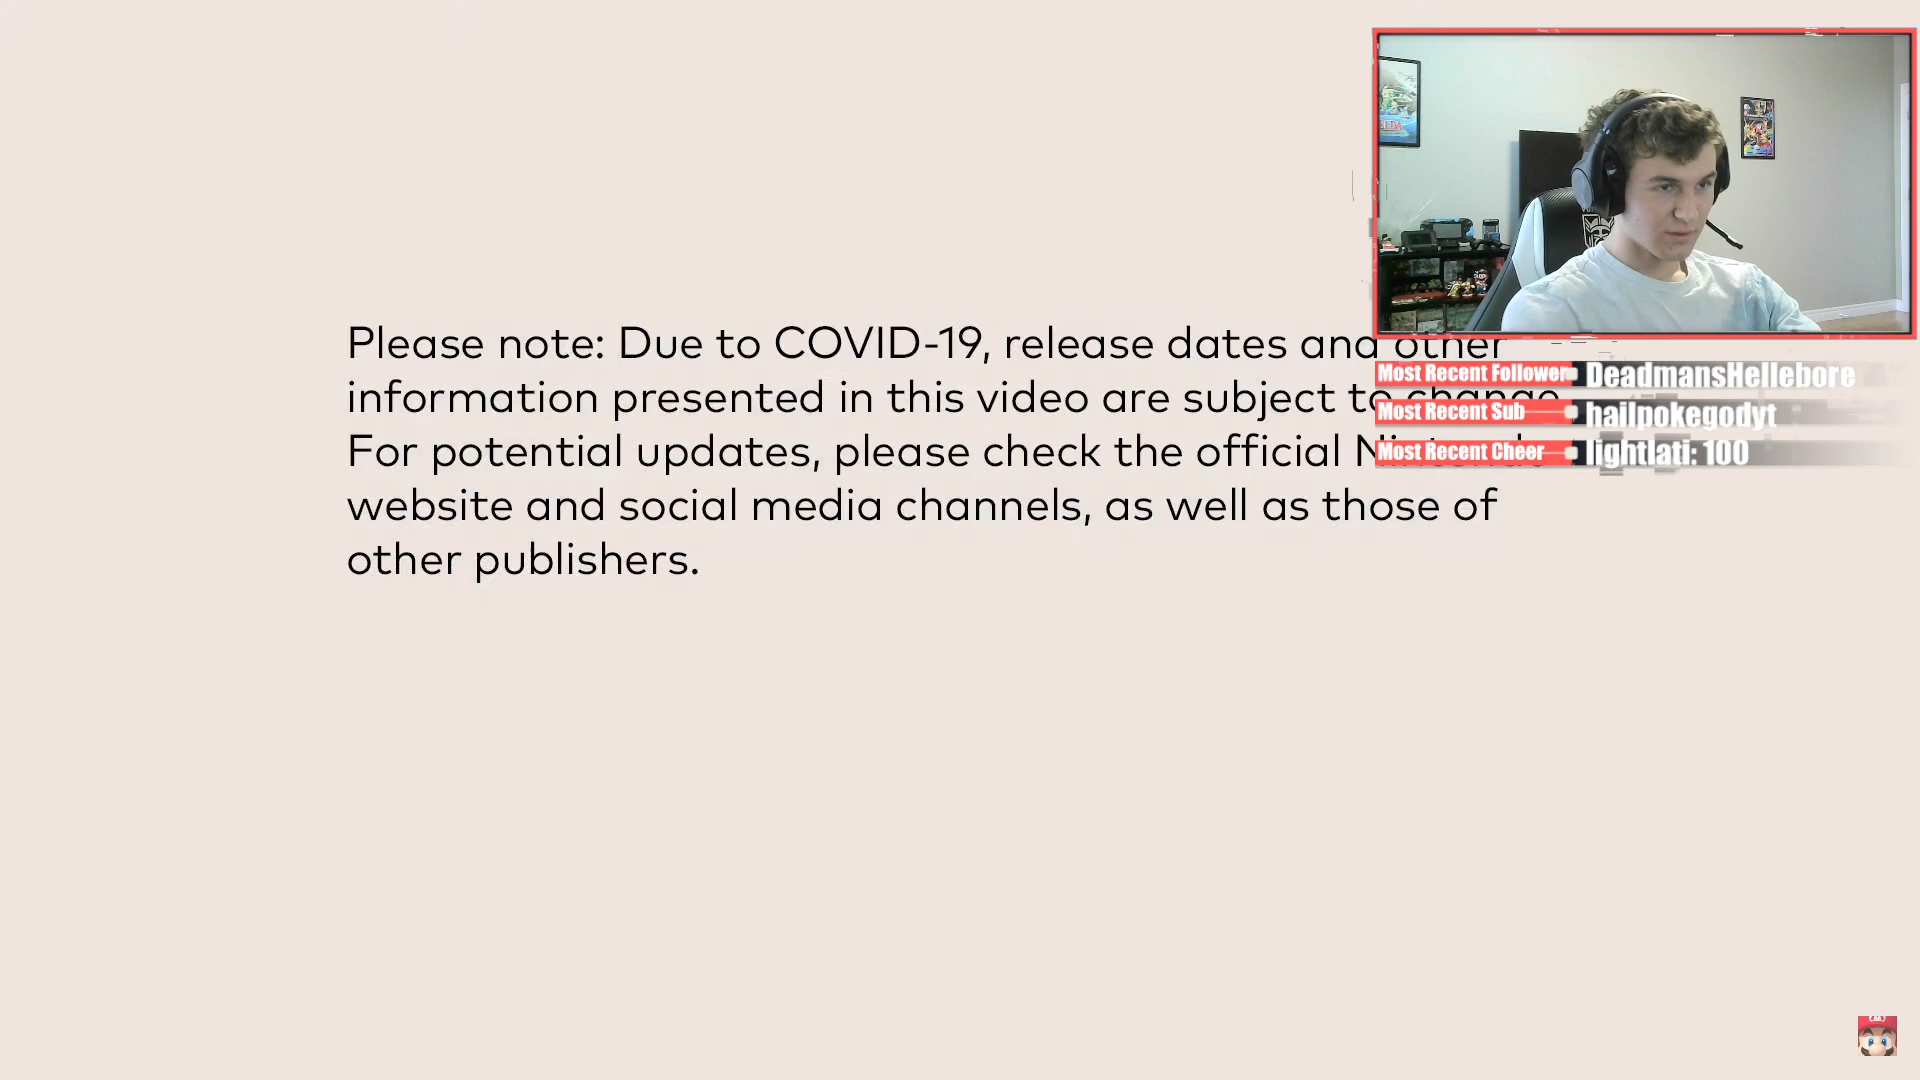 Please note: Due to COVID-19, release dates and other
information presented in this video are subject to change.
For potential updates, please check the official Nintendo
website and social media channels, as well as those of
other publishers.
Most Recent Follower DeadmansHellebore
Most Recent Sub hailpokegodyt
Most Recent Cheer lightlati: 100